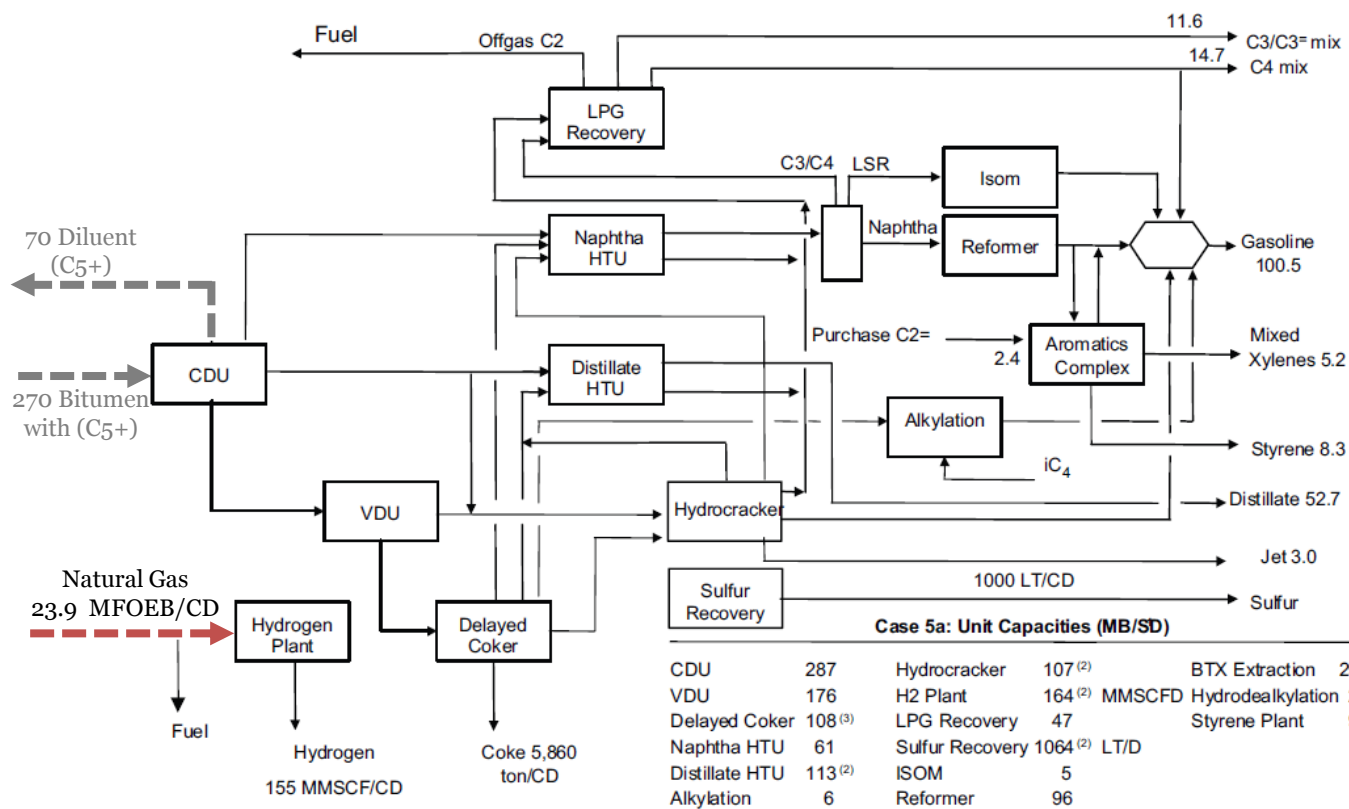 Fuel
Offgas C2
11.6
C3/C3= mix
14.7
C4 mix
LPG
Recovery
C3/C4
LSR
Isom
70 Diluent
(C5+)
Naphtha
HTU
Naphtha
Reformer
Gasoline
100.5
Purchase C2=
2.4
Aromatics
Complex
Mixed
Xylenes 5.2
CDU
Distillate
HTU
270 Bitumen
with (C5+)
Alkylation
iC4
Styrene 8.3
VDU
Hydrocracker
Distillate 52.7
Jet 3.0
Natural Gas
23.9 MFOEB/CD
Hydrogen
Plant
Delayed
Coker
Sulfur
Recovery
1000 LT/CD
Sulfur
Fuel
Hydrogen
155 MMSCF/CD
Coke 5,860
ton/CD
Case 5a: Unit Capacities
CDU 287 Hydrocracker 107 (2) BTX Extraction 2
VDU 176 H2 Plant 164 (2) MMSCFD Hydrodealkylation
Delayed Coker 108 (3) LPG Recovery 47 Styrene Plant
Naphtha HTU 61 Sulfur Recovery 1064 (2) LT/D
Distillate HTU 113 (2) ISOM 5
Alkylation 6 Reformer 96